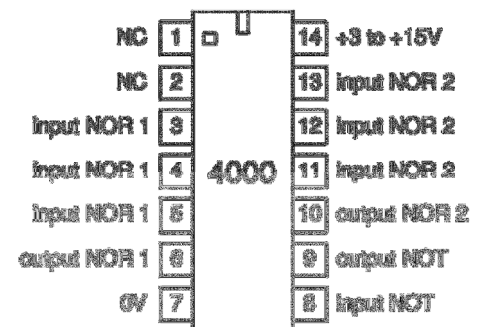 NC 1 14 +3 to +15V
NC 2 13 input NOR 2
input NOR 1 3 12 input NOR 2
input NOR 1 4 4000 11 input NOR 2
input NOR 1 5 10 output NOR 2
output NOR 1 6 9 output NOT
0V 7 8 input NOT